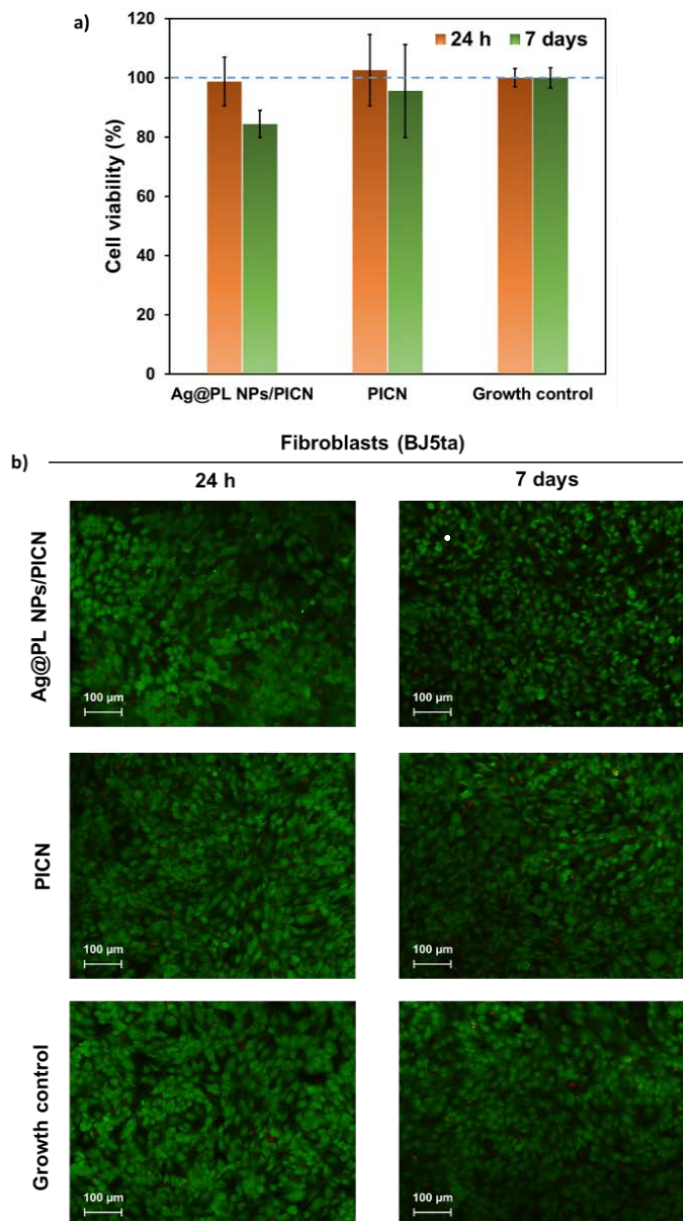 a)
120
100
80
60
40
20
0
Cell viability (%)
24 h
7 days
Ag@PL NPs/PICN
PICN
Growth control
b)
Fibroblasts (BJ5ta)
24 h
7 days
Ag@PL NPs/PICN
100 µm
100 µm
PICN
100 µm
100 µm
Growth control
100 µm
100 µm